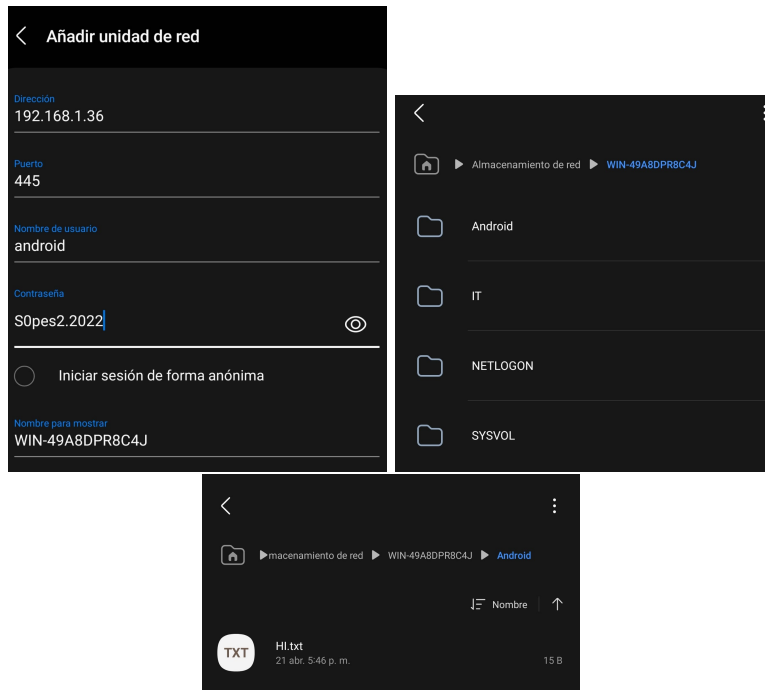 Añadir unidad de red
Dirección
192.168.1.36
Puerto
445
Nombre de usuario
android
Contraseña
S0pes2.2022
Iniciar sesión de forma anónima
Nombre para mostrar
WIN-49A8DPR8C4J
Almacenamiento de red WIN-49A8DPR8C4J
Android
IT
NETLOGON
SYSVOL
macenamiento de red WIN-49A8DPR8C4J Android
Nombre
TXT
HI.txt
21 abr. 5:46 p. m. 15 B